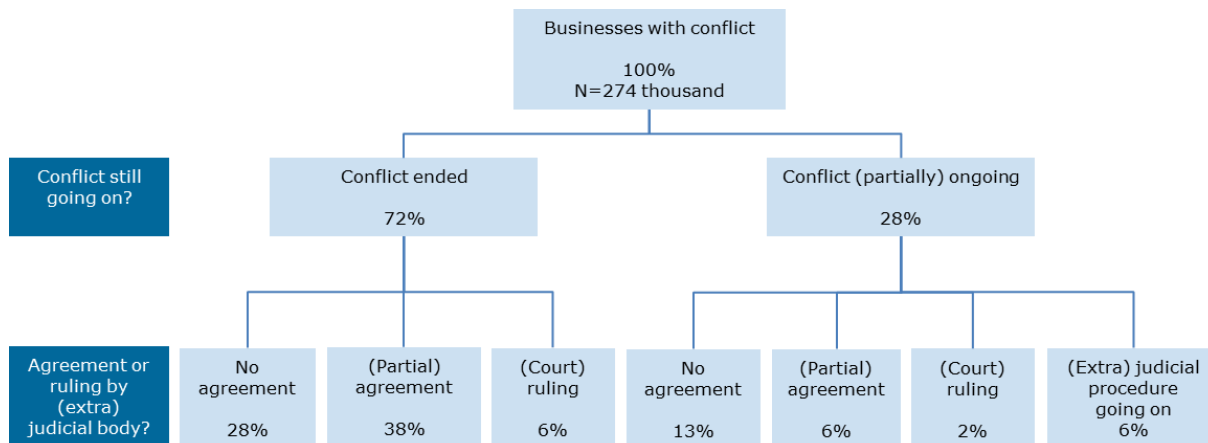 Businesses with conflict
100%
N=274 thousand
Conflict still
going on?
Conflict ended
72%
Conflict (partially) ongoing
28%
Agreement or
ruling by
(extra)
judicial body?
No
agreement
28%
(Partial)
agreement
38%
(Court)
ruling
6%
No
agreement
13%
(Partial)
agreement
6%
(Court)
ruling
2%
(Extra) judicial
procedure
going on
6%